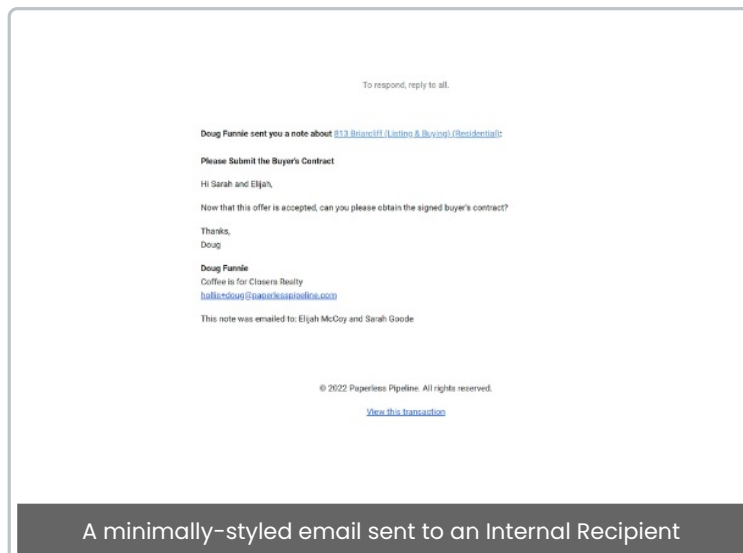 To respond, reply to all.
Doug Funnie sent you a note about 813 Briarcliff (Listing & Buying) (Residential):
Please Submit the Buyer's Contract
Hi Sarah and Elijah,
Now that this offer is accepted, can you please obtain the signed buyer's contract?
Thanks,
Doug
Doug Funnie
Coffee is for Closers Realty
hallis+doug@paperlesspipeline.com
This note was emailed to: Elijah McCoy and Sarah Goode
© 2022 Paperless Pipeline. All rights reserved.
View this transaction
A minimally-styled email sent to an Internal Recipient